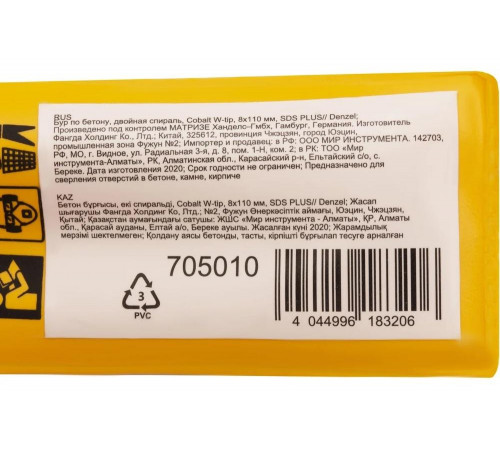 RUS
Бур по бетону, двойная спираль, Cobalt W-tip, 8x110 мм, SDS PLUS// Denzel;
Произведено под контролем МАТРИЗЕ Хандельс-Гмбх, Гамбург, Германия. Изготовитель
Фангда Холдинг Ко., Лтд.; Китай, 325612, провинция Чжэцзян, город Юэцин,
промышленная зона Фужун №2; Импортер и продавец: в РФ: ООО МИР ИНСТРУМЕНТА. 142703,
РФ, МО, г. Видное, ул. Радиальная 3-я, д. 8, пом. 1-Н, ком. 2; в РК: ТОО «Мир
инструмента-Алматы», РК, Алматинская обл., Карасайский р-н, Ельтайский с/о, с.
Береке. Дата изготовления 2020; Срок годности не ограничен; Предназначено для
сверления отверстий в бетоне, камне, кирпиче
KAZ
Бетон бұрғысы, екі спиральді, Cobalt W-tip, 8x110 мм, SDS PLUS// Denzel; Жасап
шығарушы Фангда Холдинг Ко, Лтд.; №2, Фужун Өнеркәсіптік аймағы, Юэцин, Чжэцзян,
Қытай; Қазақстан аумағындағы сатушы: ЖШС «Мир инструмента - Алматы», ҚР, Алматы
обл., Қарасай ауданы, Елтай а/о, Береке ауылы. Жасалған күні 2020; Жарамдылық
мерзімі шектелмеген; Қолдану аясы бетонды, тасты, кірпішті бұрғылап тесуге арналған
705010
3
PVC
4 044996 183206